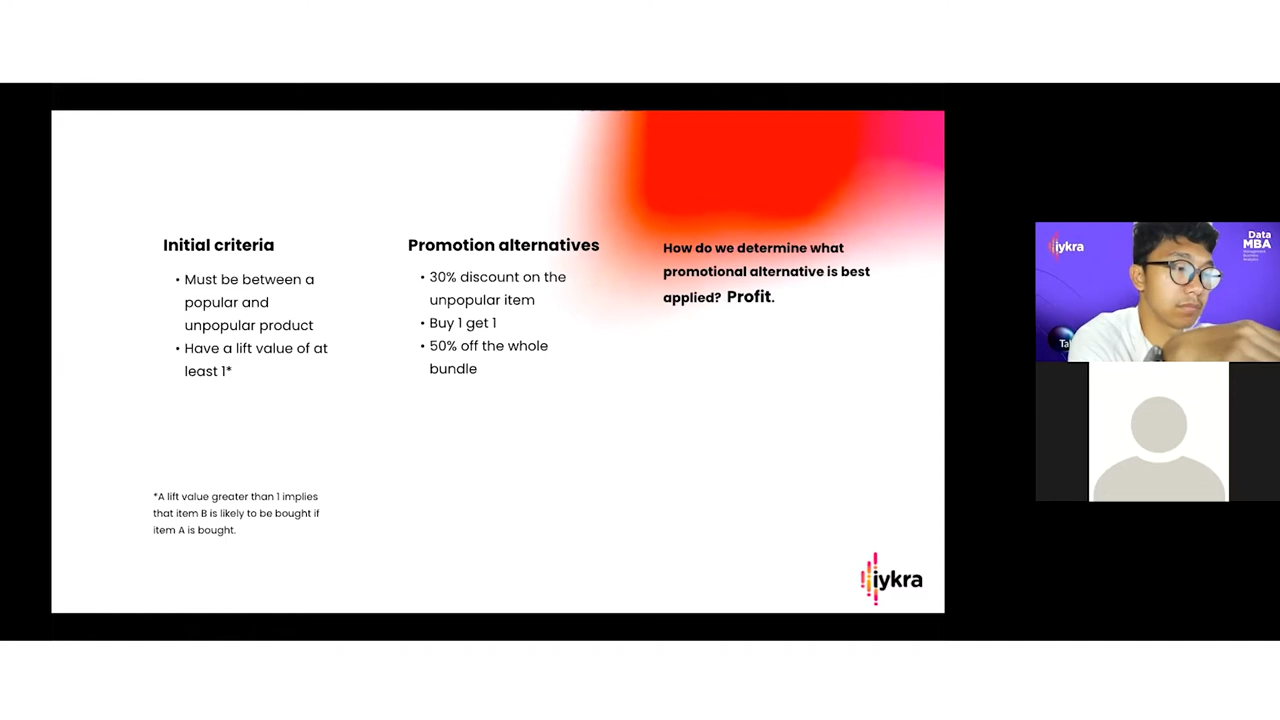 Initial criteria
• Must be between a
popular and
unpopular product
• Have a lift value of at
least 1*
*A lift value greater than 1 implies
that item B is likely to be bought if
item A is bought.
Promotion alternatives
• 30% discount on the
unpopular item
• Buy 1 get 1
• 50% off the whole
bundle
How do we determine what
promotional alternative is best
applied? Profit.
iykra
iykra
Data
MBA